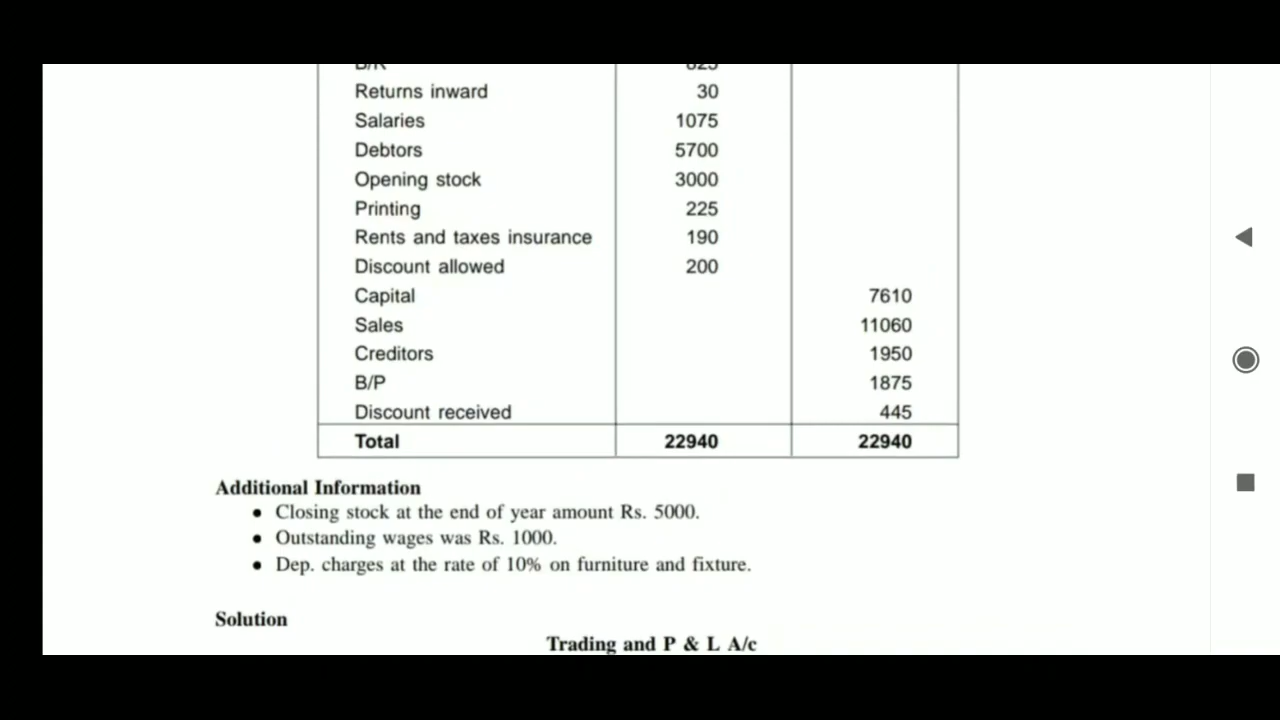 Returns inward 30
Salaries 1075
Debtors 5700
Opening stock 3000
Printing 225
Rents and taxes insurance 190
Discount allowed 200
Capital 7610
Sales 11060
Creditors 1950
B/P 1875
Discount received 445
Total 22940 22940
Additional Information
• Closing stock at the end of year amount Rs. 5000.
• Outstanding wages was Rs. 1000.
• Dep. charges at the rate of 10% on furniture and fixture.
Solution
Trading and P & L A/c